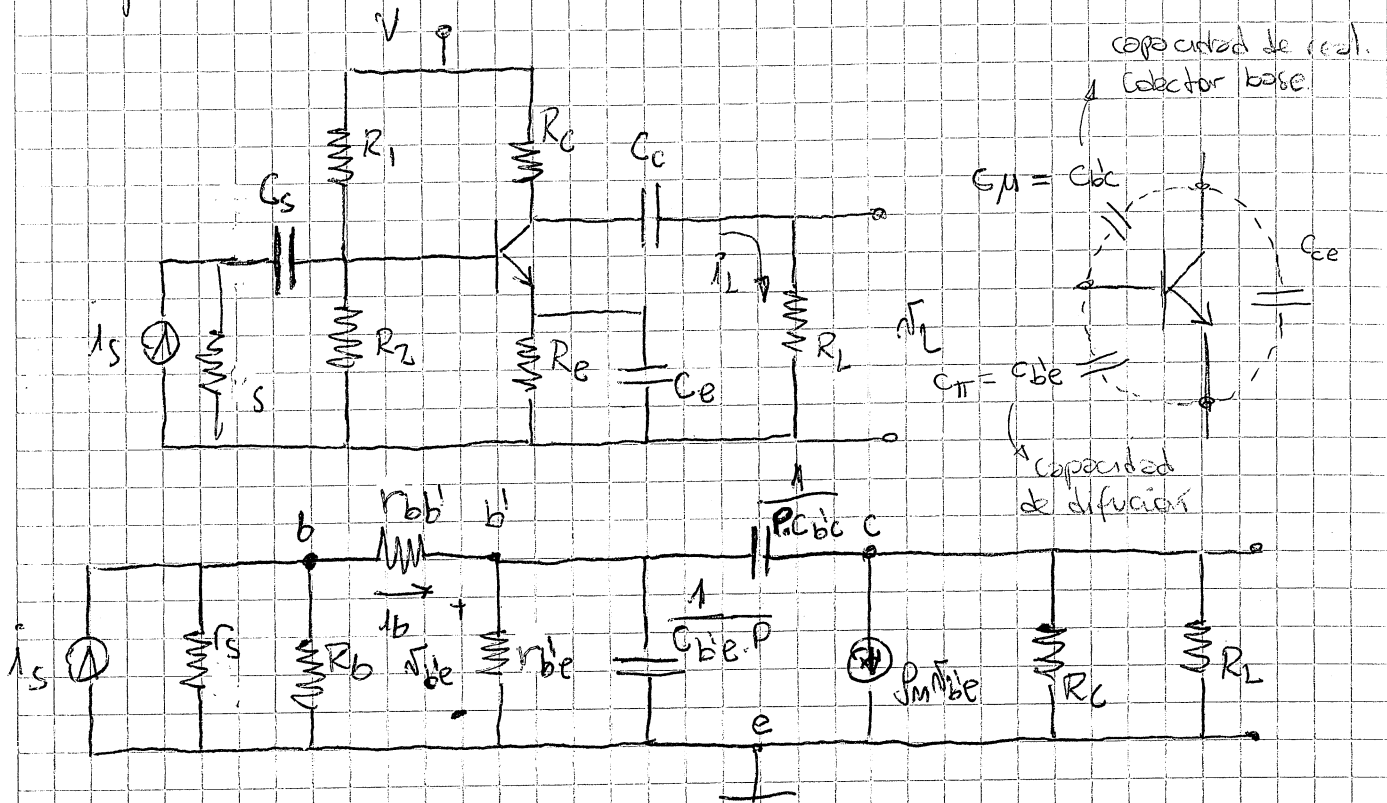 V
capacidad de real.
Colector base
R1
Rc
Cc
Cs
Cμ = Cb'c
iL
Cce
is
R2
Re
RL
vL
s
Ce
Cπ = Cb'e
capacidad
de difución
rbb'
b
b'
1
P.Cb'c
c
ib
+
1
Cb'e.P
is
rs
Rb
vb'e
rb'e
gm vb'e
Rc
RL
-
e